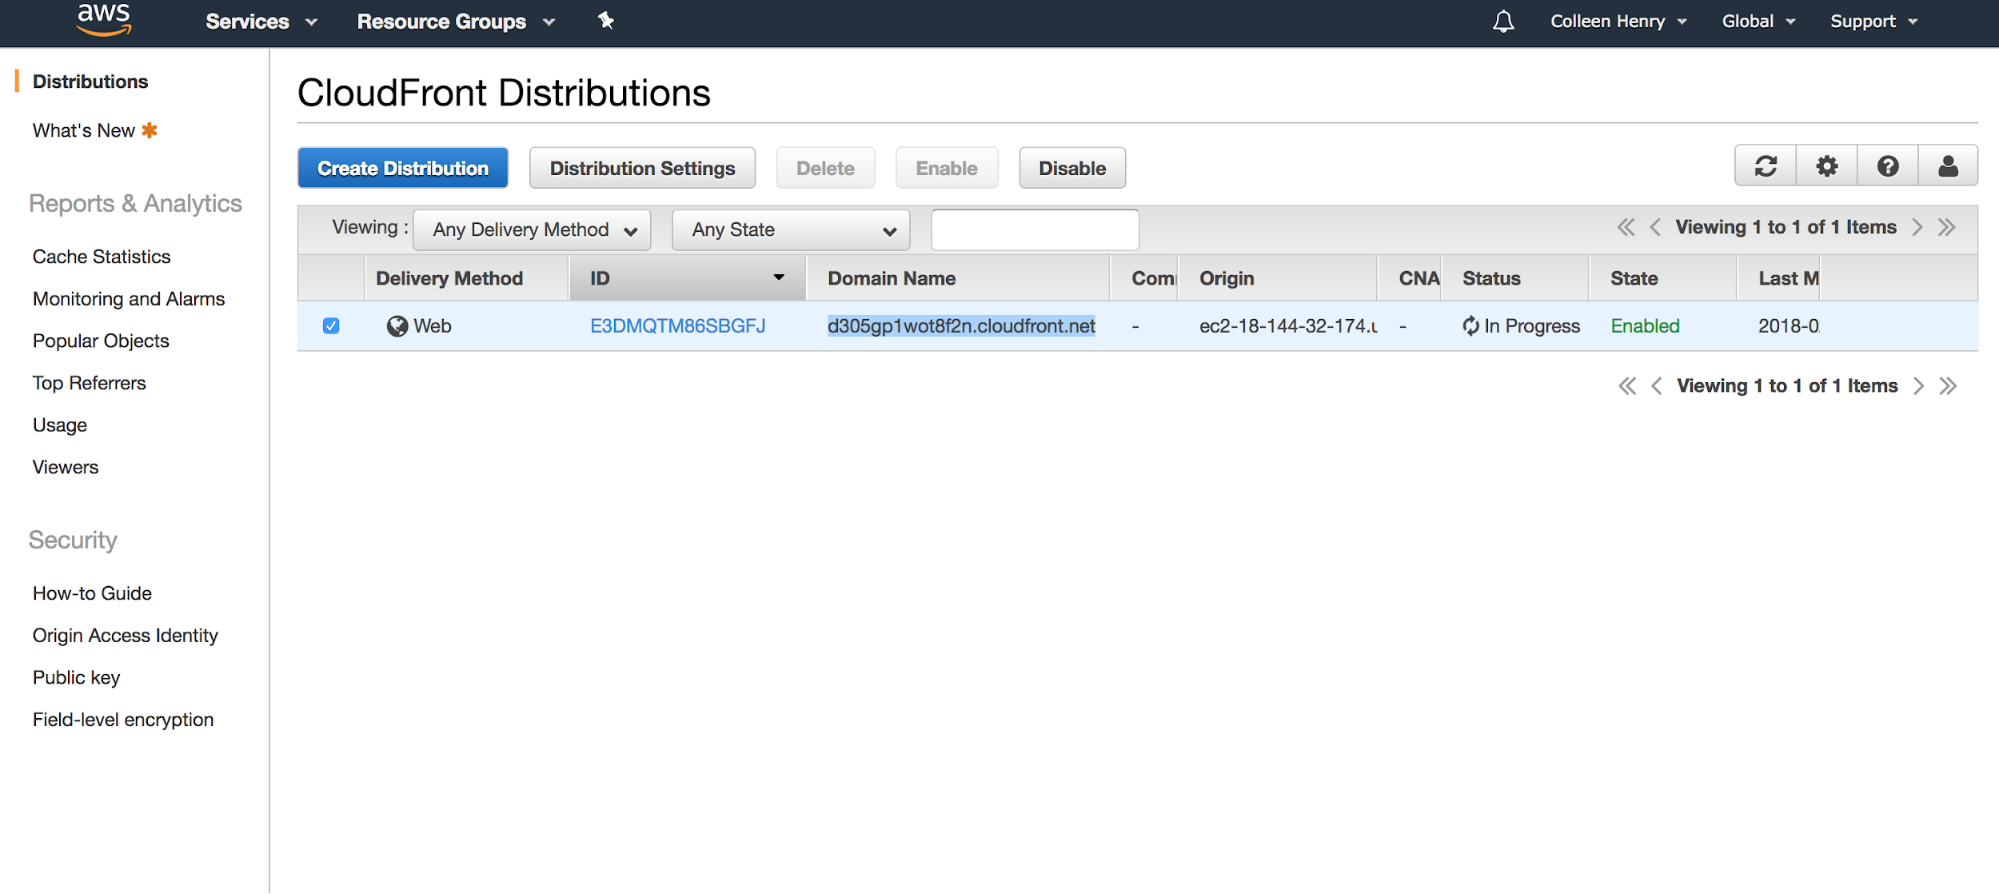 aws Services Resource Groups Colleen Henry Global Support
Distributions
What's New
Reports & Analytics
Cache Statistics
Monitoring and Alarms
Popular Objects
Top Referrers
Usage
Viewers
Security
How-to Guide
Origin Access Identity
Public key
Field-level encryption
CloudFront Distributions
Create Distribution Distribution Settings Delete Enable Disable
Viewing : Any Delivery Method Any State Viewing 1 to 1 of 1 Items
Delivery Method ID Domain Name Com Origin CNA Status State Last M
Web E3DMQTM86SBGFJ d305gp1wot8f2n.cloudfront.net - ec2-18-144-32-174.u - In Progress Enabled 2018-0
Viewing 1 to 1 of 1 Items